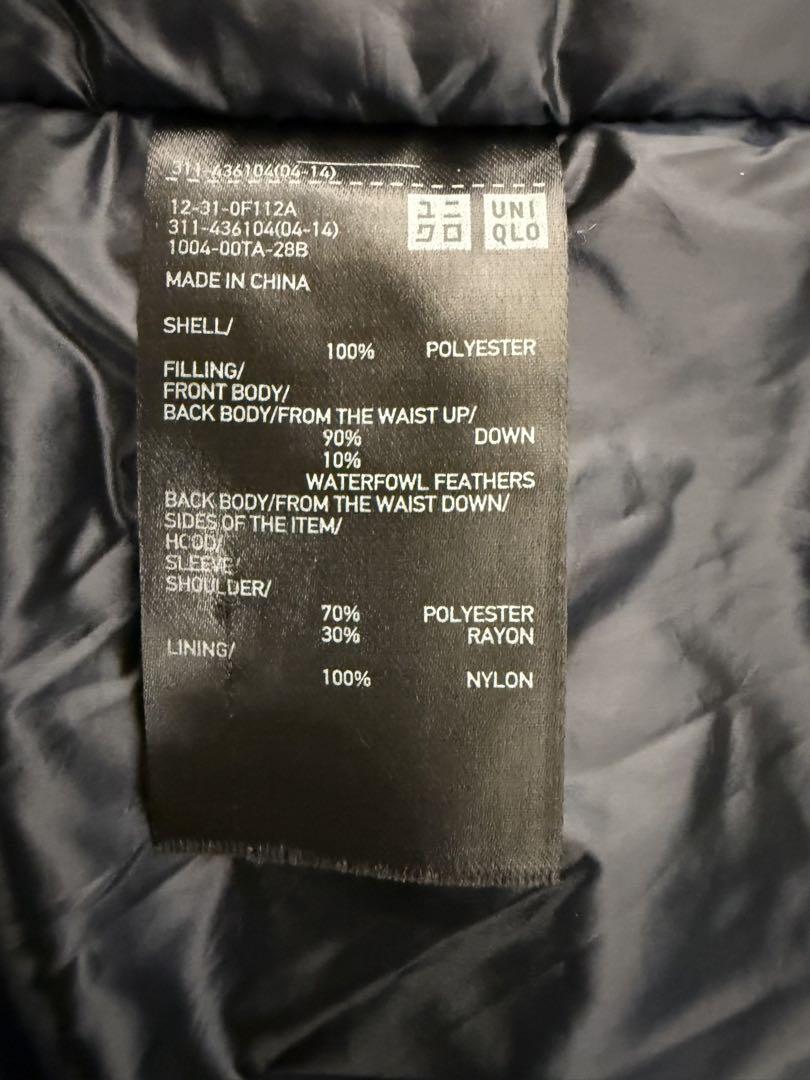 311-436104(04-14)
12-31-0F112A
311-436104(04-14)
1004-00TA-28B
ユニ
クロ
UNI
QLO
MADE IN CHINA
SHELL/
100% POLYESTER
FILLING/
FRONT BODY/
BACK BODY/FROM THE WAIST UP/
90% DOWN
10%
WATERFOWL FEATHERS
BACK BODY/FROM THE WAIST DOWN/
SIDES OF THE ITEM/
HOOD/
SLEEVE/
SHOULDER/
70% POLYESTER
30% RAYON
LINING/
100% NYLON